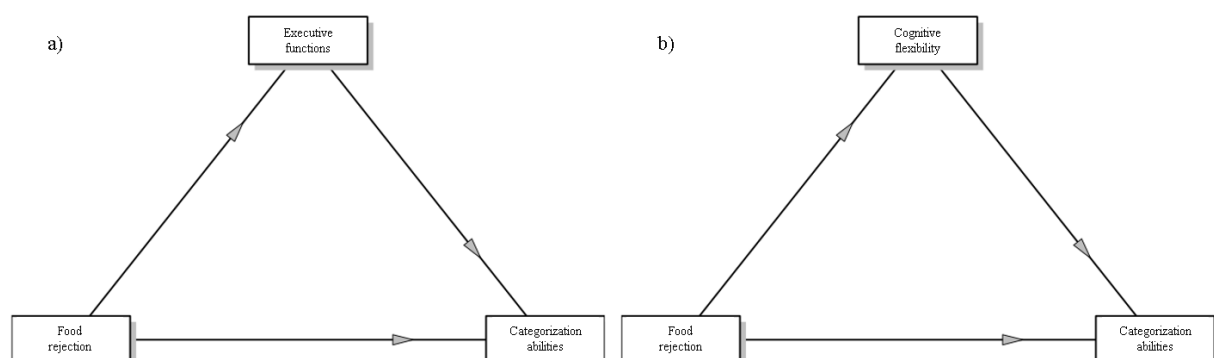 a)
Executive
functions
Food
rejection
Categorization
abilities
b)
Cognitive
flexibility
Food
rejection
Categorization
abilities